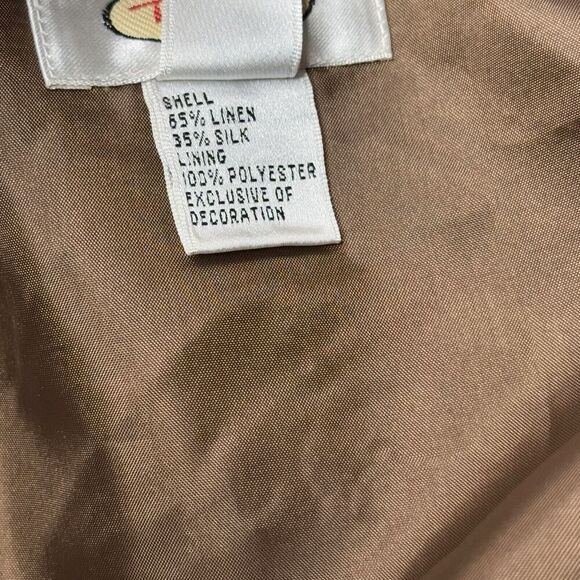 SHELL
65% LINEN
35% SILK
LINING
100% POLYESTER
EXCLUSIVE OF
DECORATION